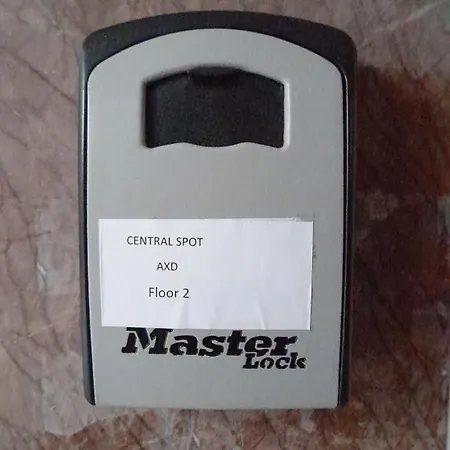 CENTRAL SPOT
AXD
Floor 2
Master
Lock